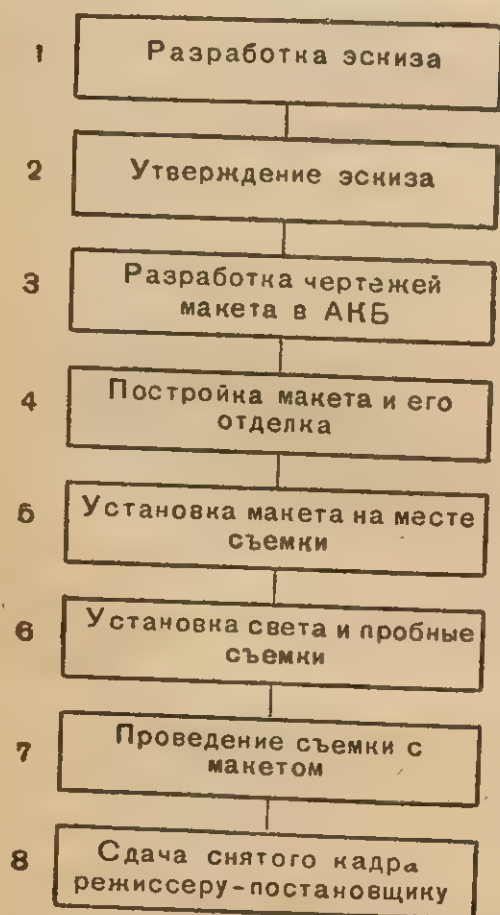 1 Разработка эскиза
2 Утверждение эскиза
3 Разработка чертежей
макета в АКБ
4 Постройка макета и его
отделка
5 Установка макета на месте
съемки
6 Установка света и пробные
съемки
7 Проведение съемки с
макетом
8 Сдача снятого кадра
режиссеру-постановщику